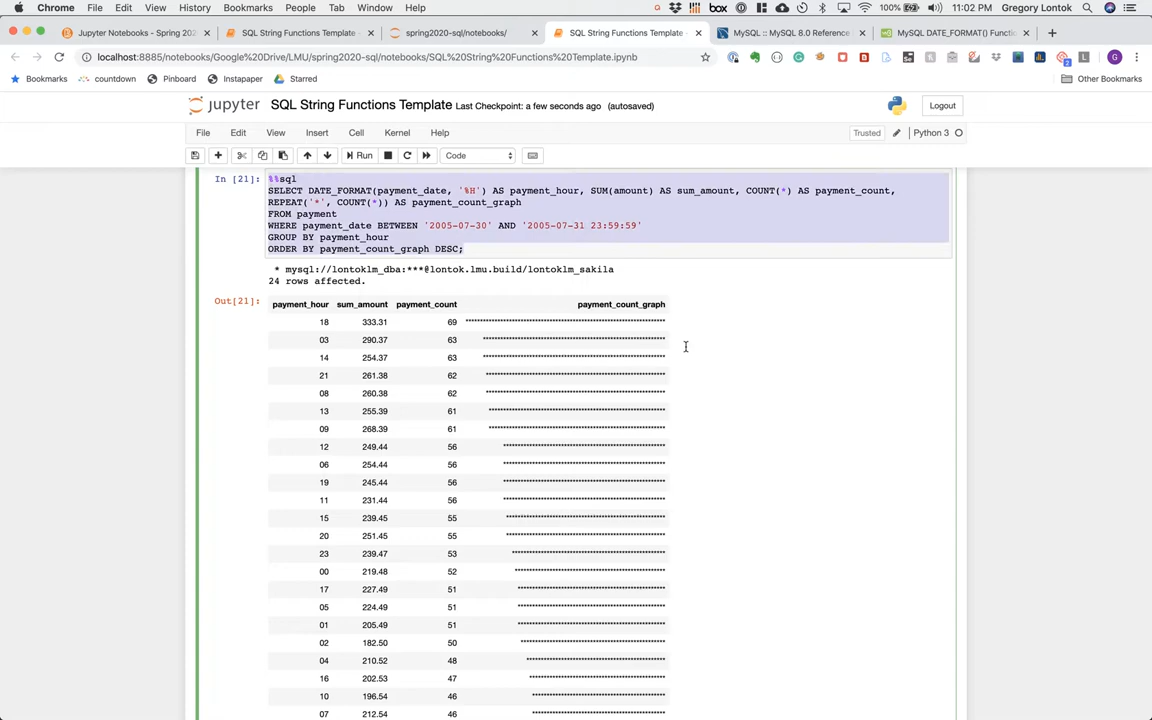 Chrome File Edit View History Bookmarks People Tab Window Help box 100% 11:02 PM Gregory Lontok
Jupyter Notebooks - Spring 202 × SQL String Functions Template × spring2020-sql/notebooks/ × SQL String Functions Template × MySQL :: MySQL 8.0 Reference × MySQL DATE_FORMAT() Functi × +
localhost:8885/notebooks/Google%20Drive/LMU/spring2020-sql/notebooks/SQL%20String%20Functions%20Template.ipynb
Bookmarks countdown Pinboard Instapaper Starred Other Bookmarks
jupyter SQL String Functions Template Last Checkpoint: a few seconds ago (autosaved) Logout
File Edit View Insert Cell Kernel Help Trusted Python 3
Run Code
In [21]: %%sql
SELECT DATE_FORMAT(payment_date, '%H') AS payment_hour, SUM(amount) AS sum_amount, COUNT(*) AS payment_count,
REPEAT('*', COUNT(*)) AS payment_count_graph
FROM payment
WHERE payment_date BETWEEN '2005-07-30' AND '2005-07-31 23:59:59'
GROUP BY payment_hour
ORDER BY payment_count_graph DESC;
* mysql://lontoklm_dba:***@lontok.lmu.build/lontoklm_sakila
24 rows affected.
Out[21]: payment_hour sum_amount payment_count payment_count_graph
18 333.31 69 *********************************************************************
03 290.37 63 ***************************************************************
14 254.37 63 ***************************************************************
21 261.38 62 **************************************************************
08 260.38 62 **************************************************************
13 255.39 61 *************************************************************
09 268.39 61 *************************************************************
12 249.44 56 ********************************************************
06 254.44 56 ********************************************************
19 245.44 56 ********************************************************
11 231.44 56 ********************************************************
15 239.45 55 *******************************************************
20 251.45 55 *******************************************************
23 239.47 53 *****************************************************
00 219.48 52 ****************************************************
17 227.49 51 ***************************************************
05 224.49 51 ***************************************************
01 205.49 51 ***************************************************
02 182.50 50 **************************************************
04 210.52 48 ************************************************
16 202.53 47 ***********************************************
10 196.54 46 **********************************************
07 212.54 46 **********************************************